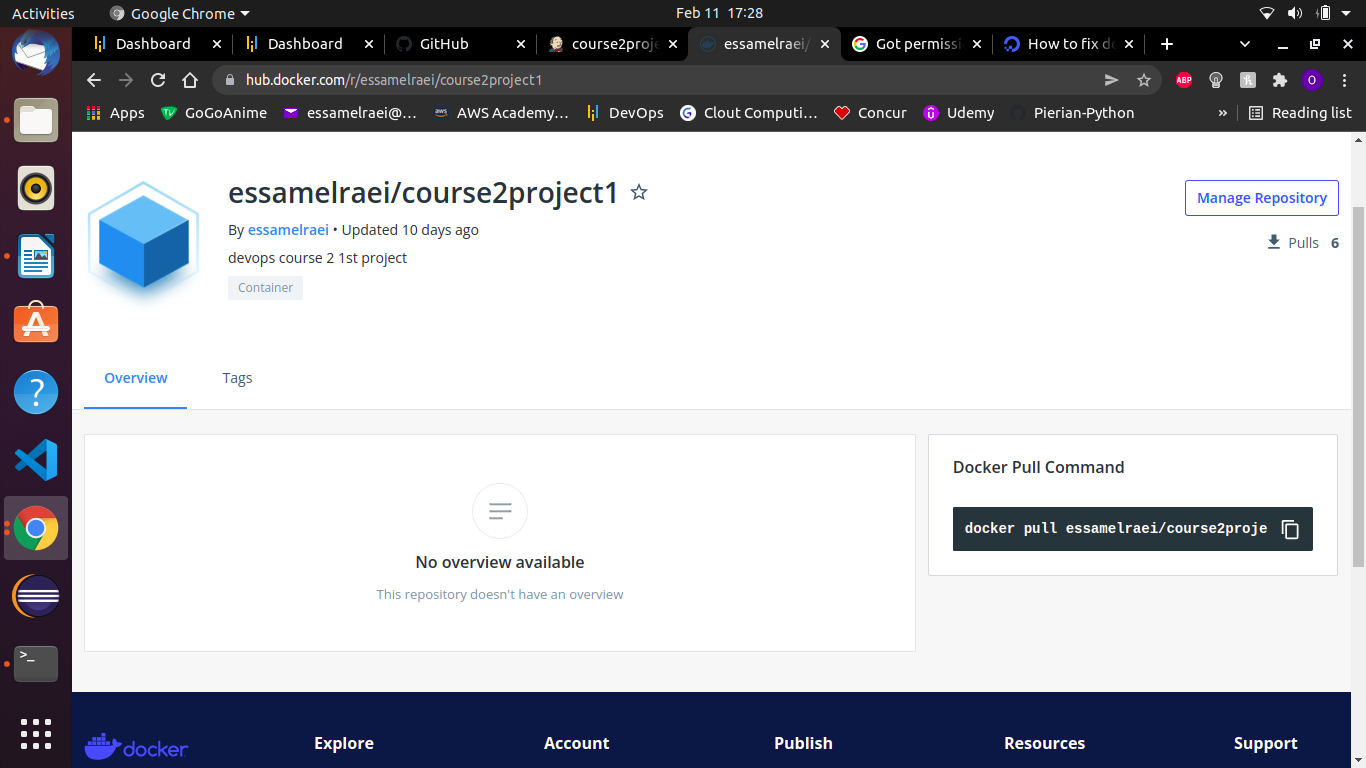 Activities Google Chrome Feb 11 17:28
Dashboard Dashboard GitHub course2proje essamelraei/ Got permissi How to fix do
hub.docker.com/r/essamelraei/course2project1 ABP O
Apps GoGoAnime essamelraei@... AWS Academy... DevOps Clout Computi... Concur Udemy Pierian-Python » Reading list
essamelraei/course2project1
Manage Repository
By essamelraei • Updated 10 days ago
Pulls 6
devops course 2 1st project
Container
Overview Tags
Docker Pull Command
docker pull essamelraei/course2proje
No overview available
This repository doesn't have an overview
docker Explore Account Publish Resources Support